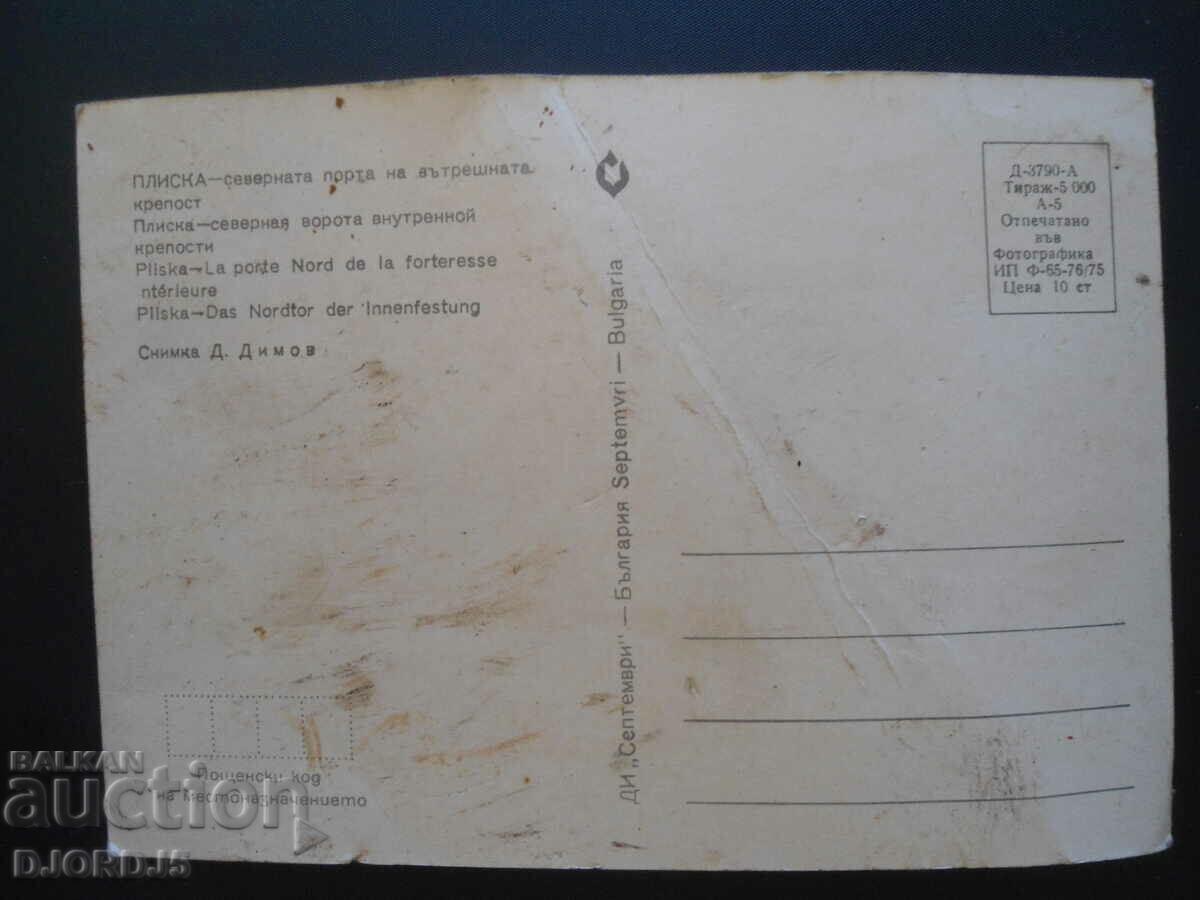 ПЛИСКА—северната порта на вътрешната
крепост
Плиска—северная ворота внутренной
крепости
Pliska—La porte Nord de la forteresse
ntérieure
Pliska—Das Nordtor der Innenfestung
Снимка Д. Димов
ДИ „Септември" — България Septemvri — Bulgaria
Д-3790-А
Тираж-5 000
А-5
Отпечатано
във
Фотографика
ИП Ф-65-76/75
Цена 10 ст
Пощенски код
на местоназначението
BALKAN
auction
DJORDJ5